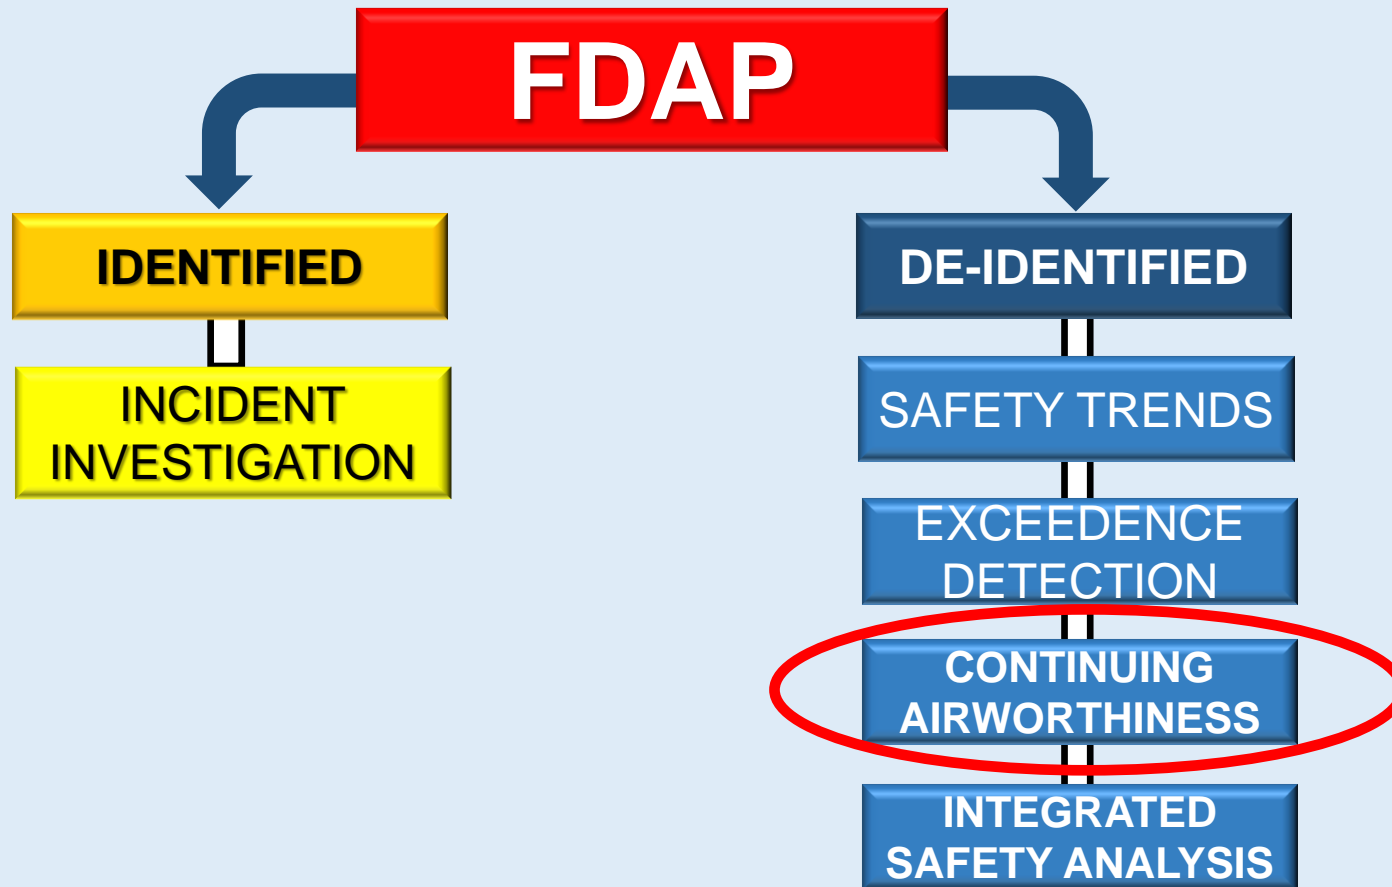 FDAP
IDENTIFIED
INCIDENT
INVESTIGATION
DE-IDENTIFIED
SAFETY TRENDS
EXCEEDENCE
DETECTION
CONTINUING
AIRWORTHINESS
INTEGRATED
SAFETY ANALYSIS